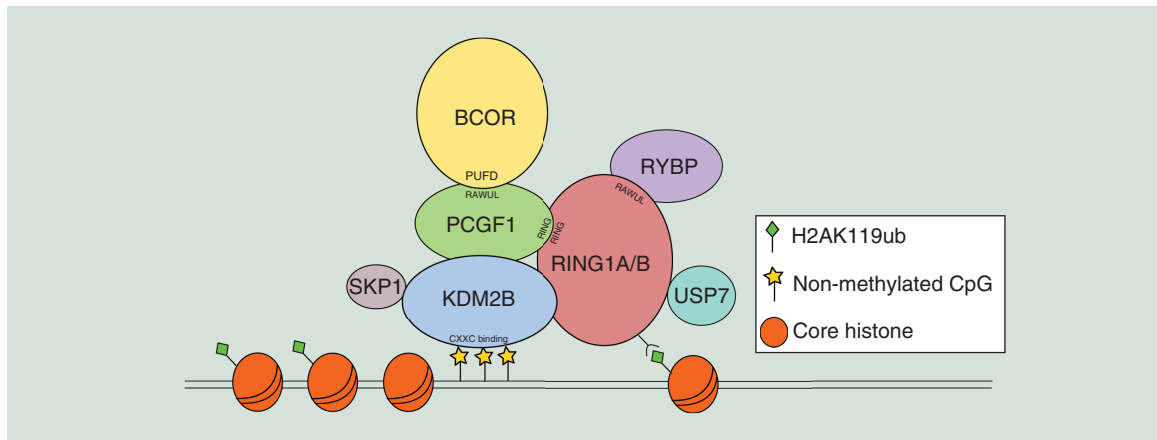 BCOR
PUFD
RAWUL
PCGF1
RING
RING
RAWUL
RYBP
RING1A/B
SKP1
KDM2B
CXXC binding
USP7
H2AK119ub
Non-methylated CpG
Core histone